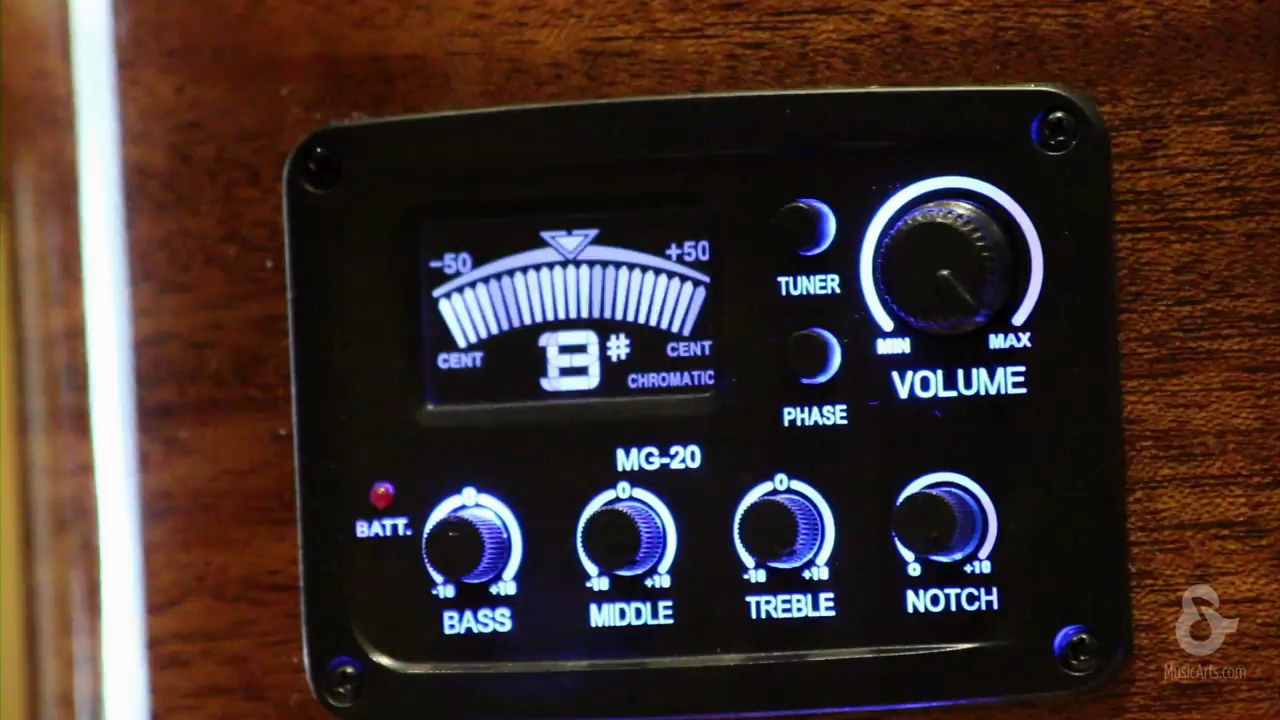 -50 +50
CENT CENT
8#
CHROMATIC
TUNER
PHASE
MIN MAX
VOLUME
MG-20
BATT.
0 0 0
-10 +10 -10 +10 -10 +10 0 +10
BASS MIDDLE TREBLE NOTCH
MusicArts.com